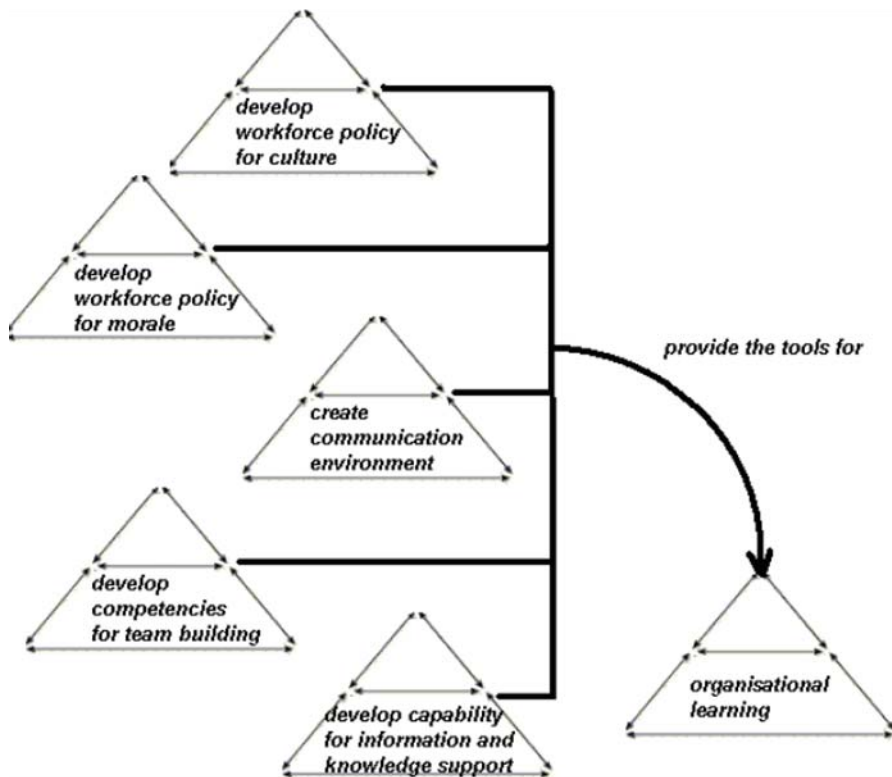 develop
workforce policy
for culture
develop
workforce policy
for morale
provide the tools for
create
communication
environment
develop
competencies
for team building
organisational
learning
develop capability
for information and
knowledge support